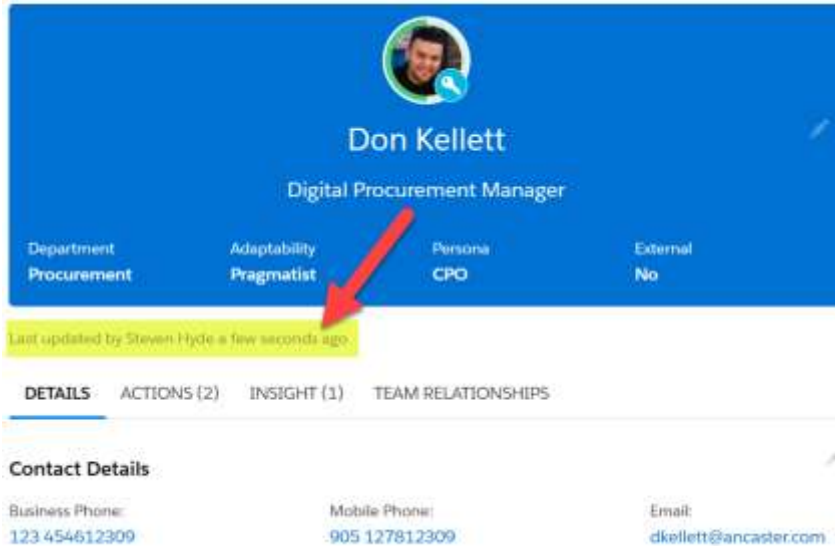 Don Kellett
Digital Procurement Manager
Department Adaptability Persona External
Procurement Pragmatist CPO No
Last updated by Steven Hyde a few seconds ago.
DETAILS ACTIONS (2) INSIGHT (1) TEAM RELATIONSHIPS
Contact Details
Business Phone: Mobile Phone: Email:
123 454612309 905 127812309 dkellett@ancaster.com